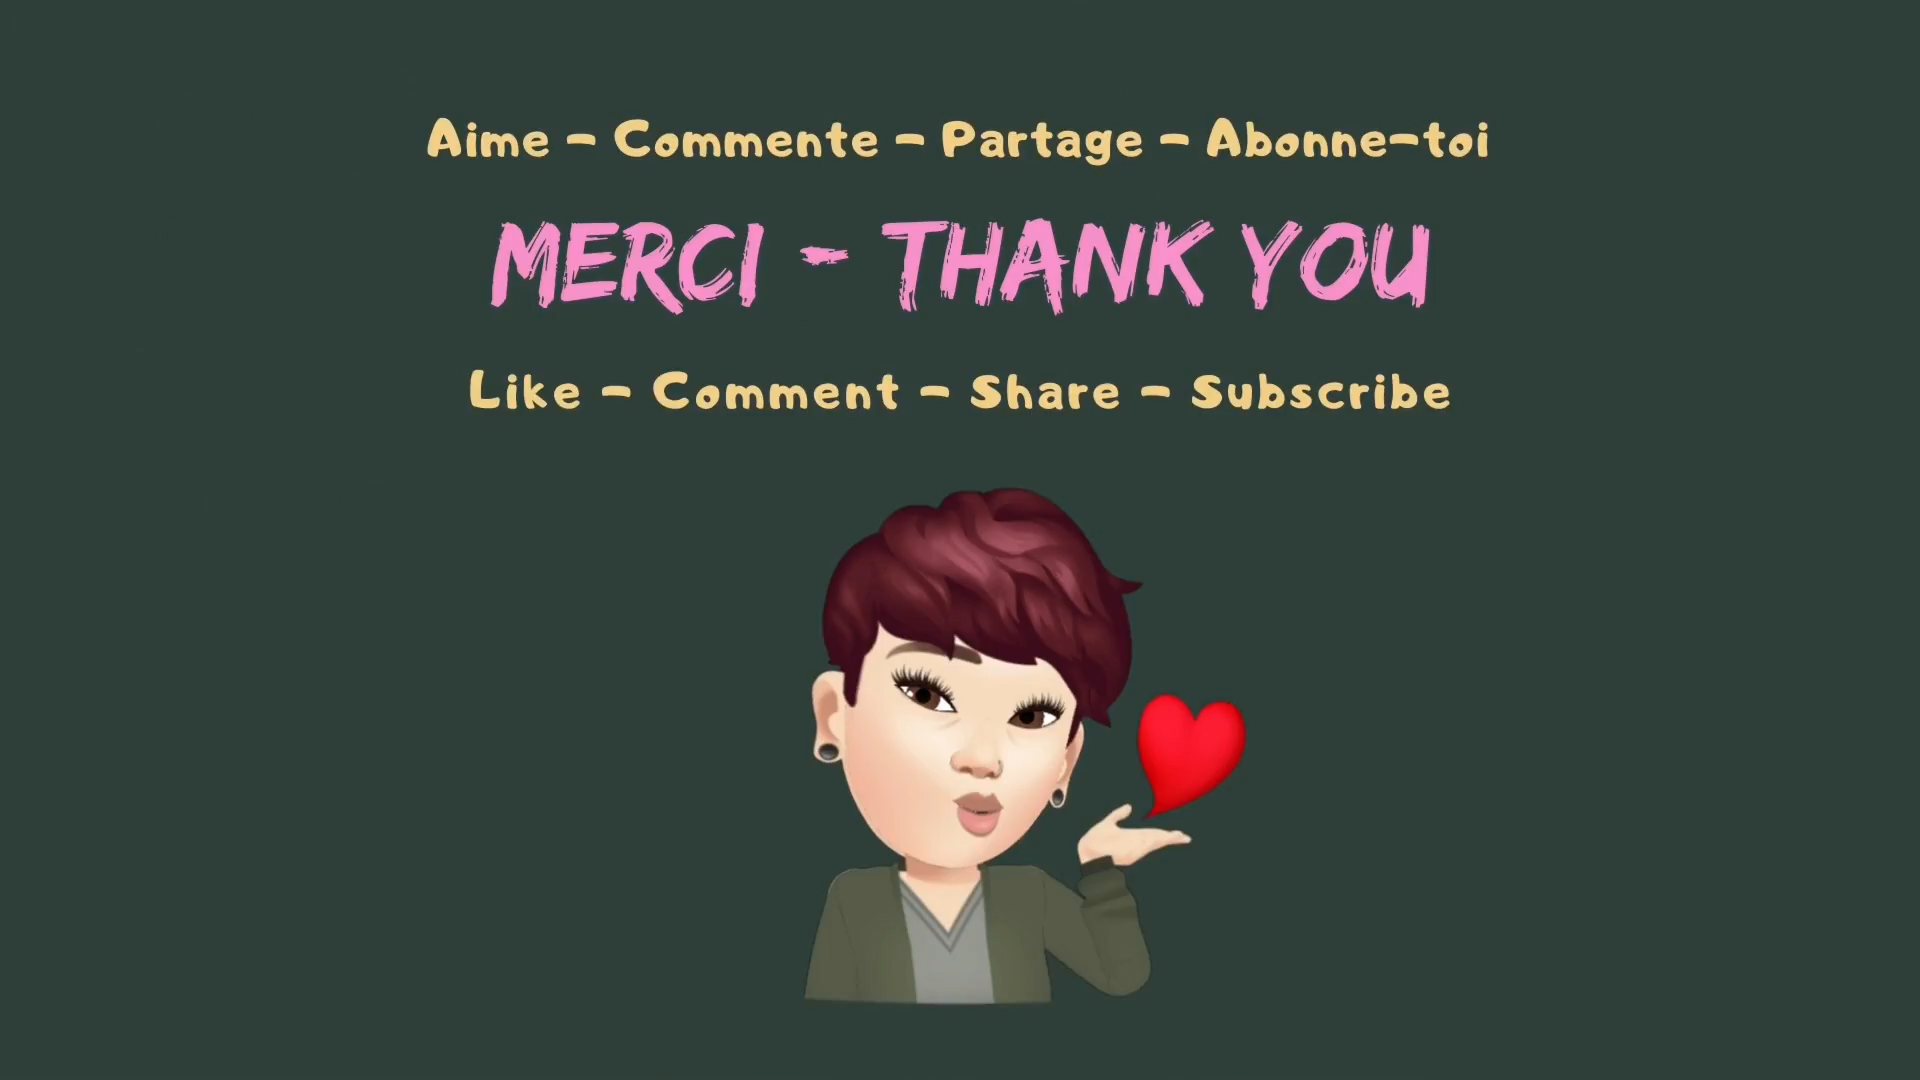 Aime - Commente - Partage - Abonne-toi
MERCI - THANK YOU
Like - Comment - Share - Subscribe